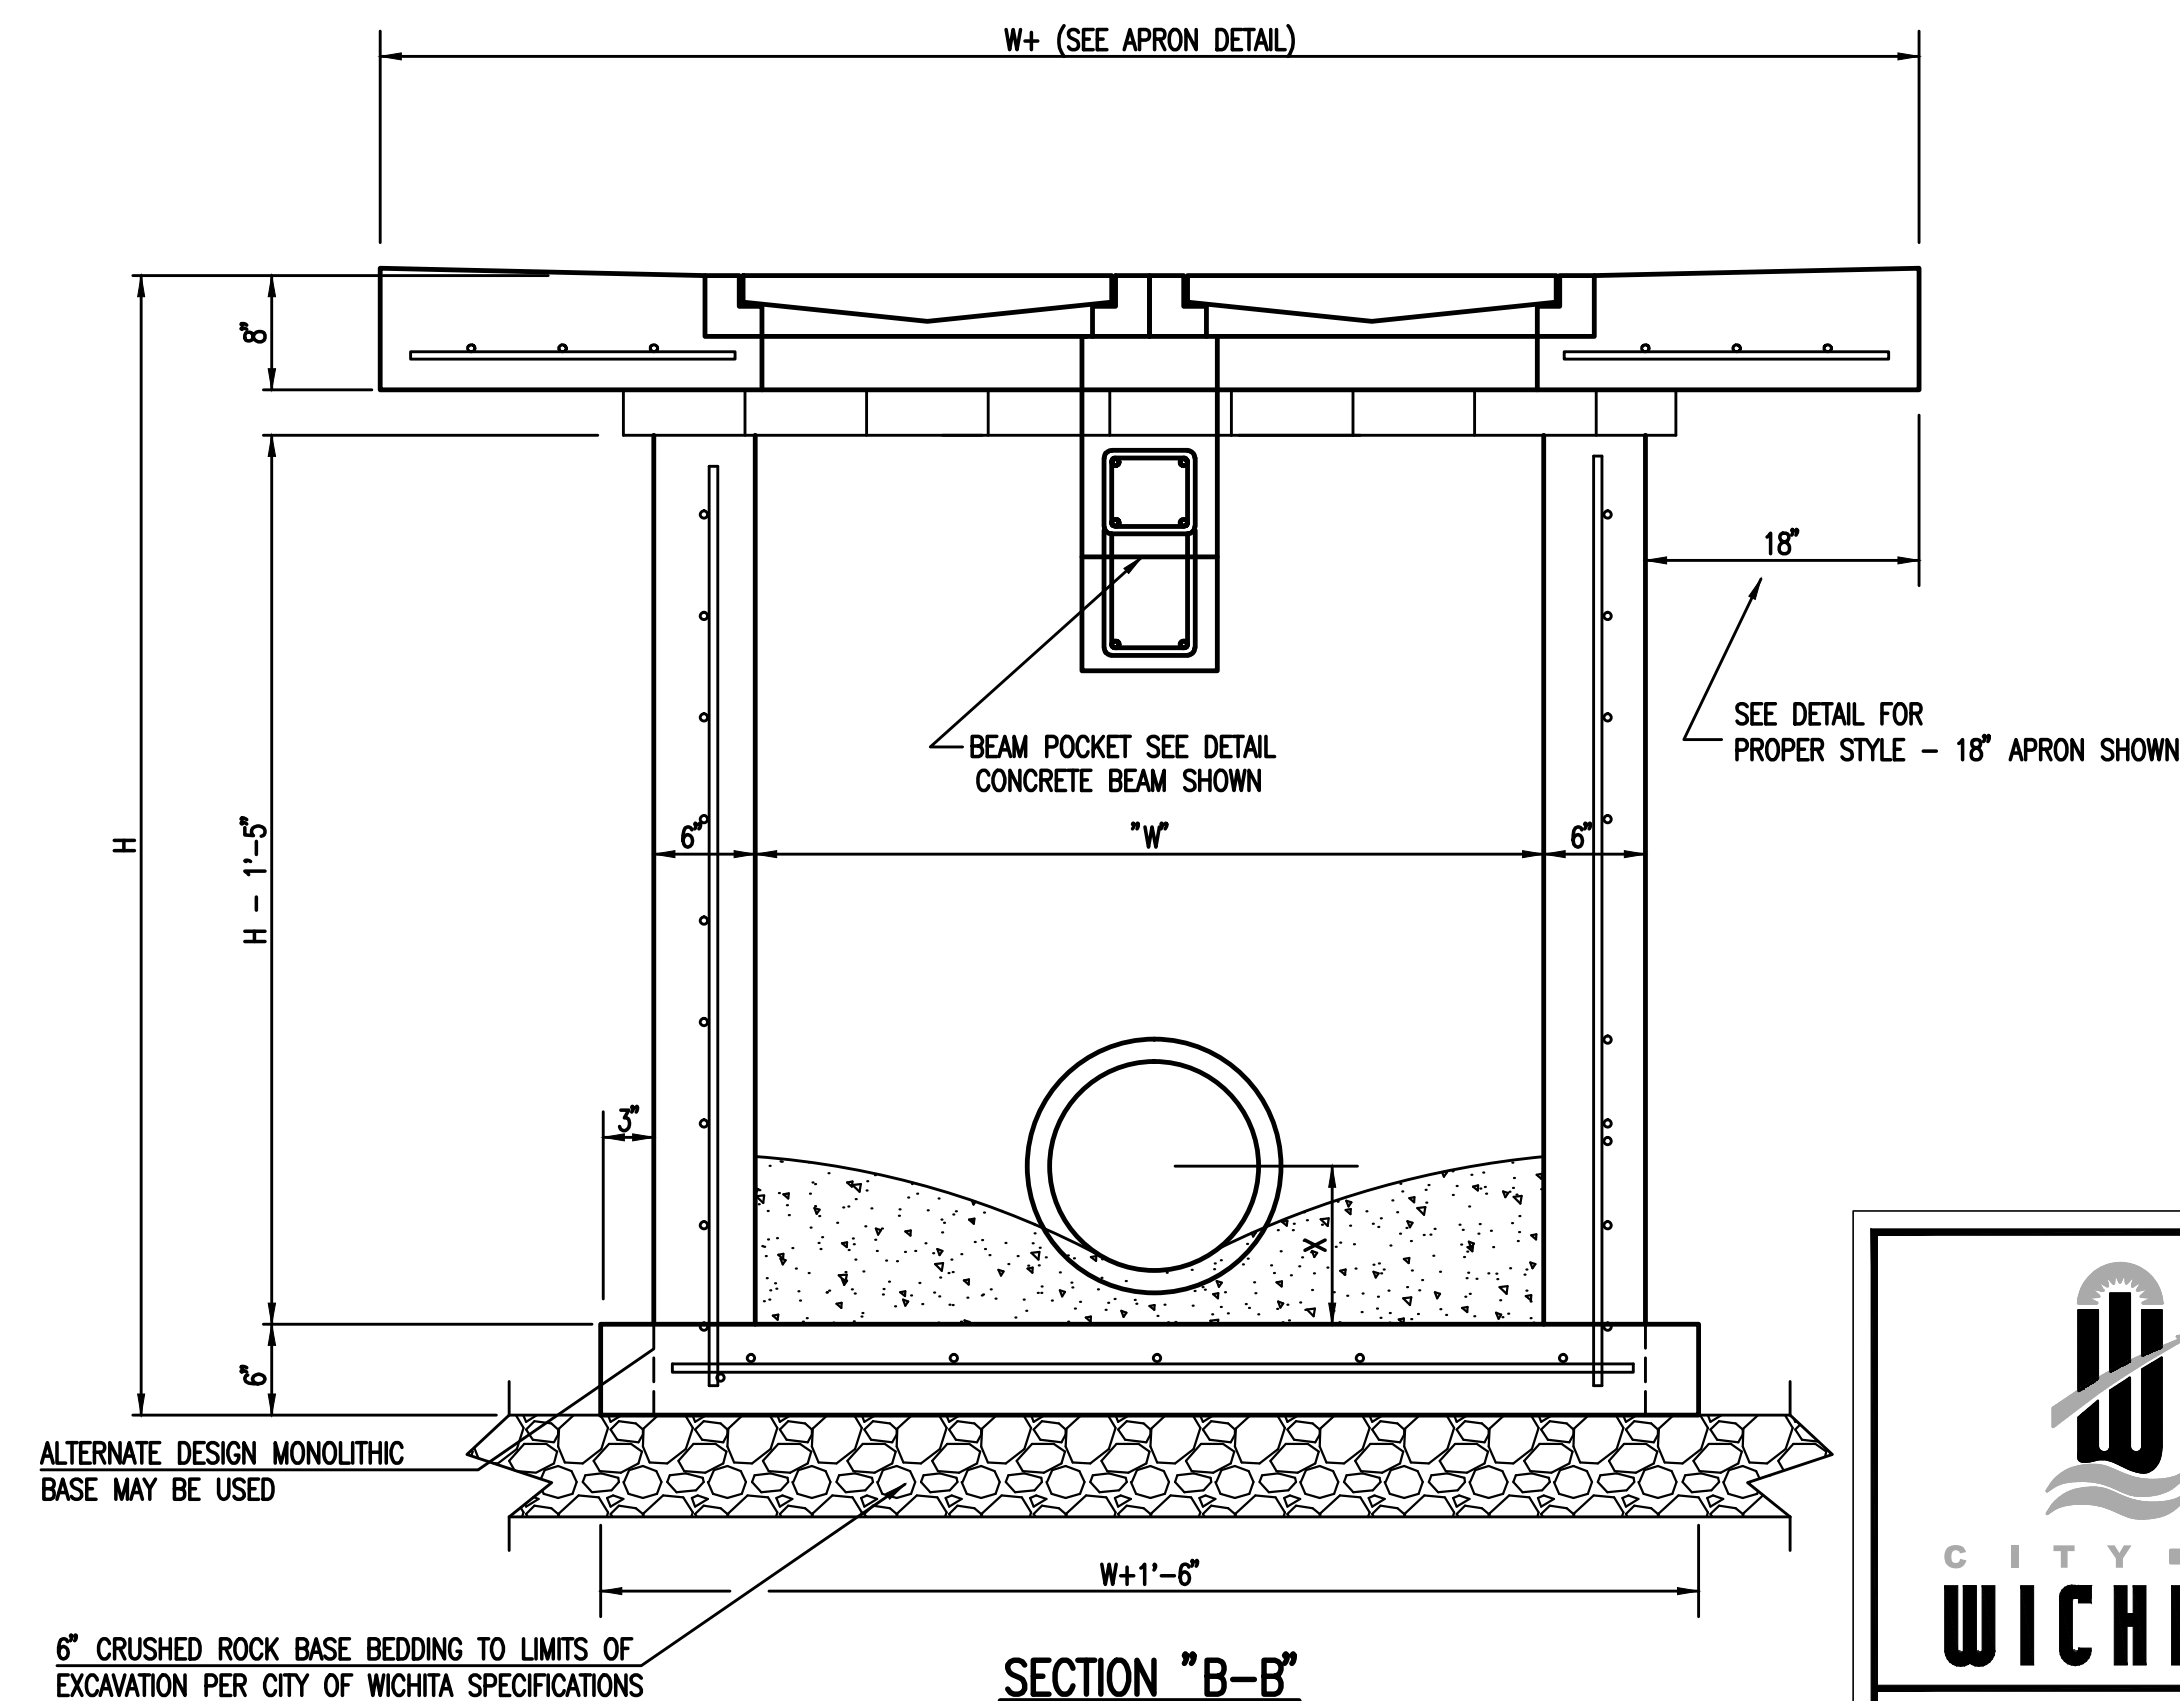 W+ (SEE APRON DETAIL)
8"
18"
SEE DETAIL FOR
PROPER STYLE - 18" APRON SHOWN
BEAM POCKET SEE DETAIL
CONCRETE BEAM SHOWN
6"
"W"
6"
H
H - 1'-5"
3"
X
6"
ALTERNATE DESIGN MONOLITHIC
BASE MAY BE USED
W+1'-6"
6" CRUSHED ROCK BASE BEDDING TO LIMITS OF
EXCAVATION PER CITY OF WICHITA SPECIFICATIONS
SECTION "B-B"
CITY